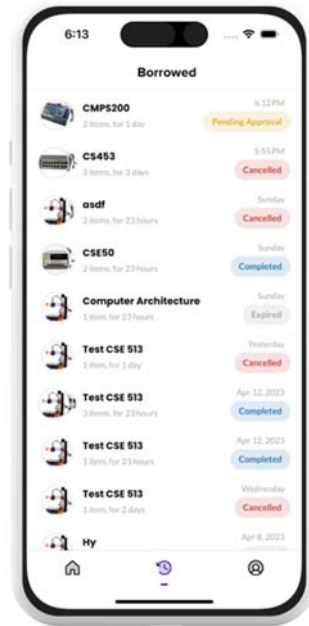 6:13
Borrowed
CMPS200
6:12PM
2 items, for 1 day
Pending Approval
CS453
5:55PM
3 items, for 3 days
Cancelled
asdf
Sunday
2 items, for 23 hours
Cancelled
CSE50
Sunday
2 items, for 23 hours
Completed
Computer Architecture
Sunday
1 item, for 23 hours
Expired
Test CSE 513
Yesterday
1 item, for 1 day
Cancelled
Test CSE 513
Apr 12, 2023
3 items, for 23 hours
Completed
Test CSE 513
Apr 12, 2023
1 item, for 23 hours
Completed
Test CSE 513
Wednesday
1 item, for 2 days
Cancelled
Hy
Apr 8, 2023